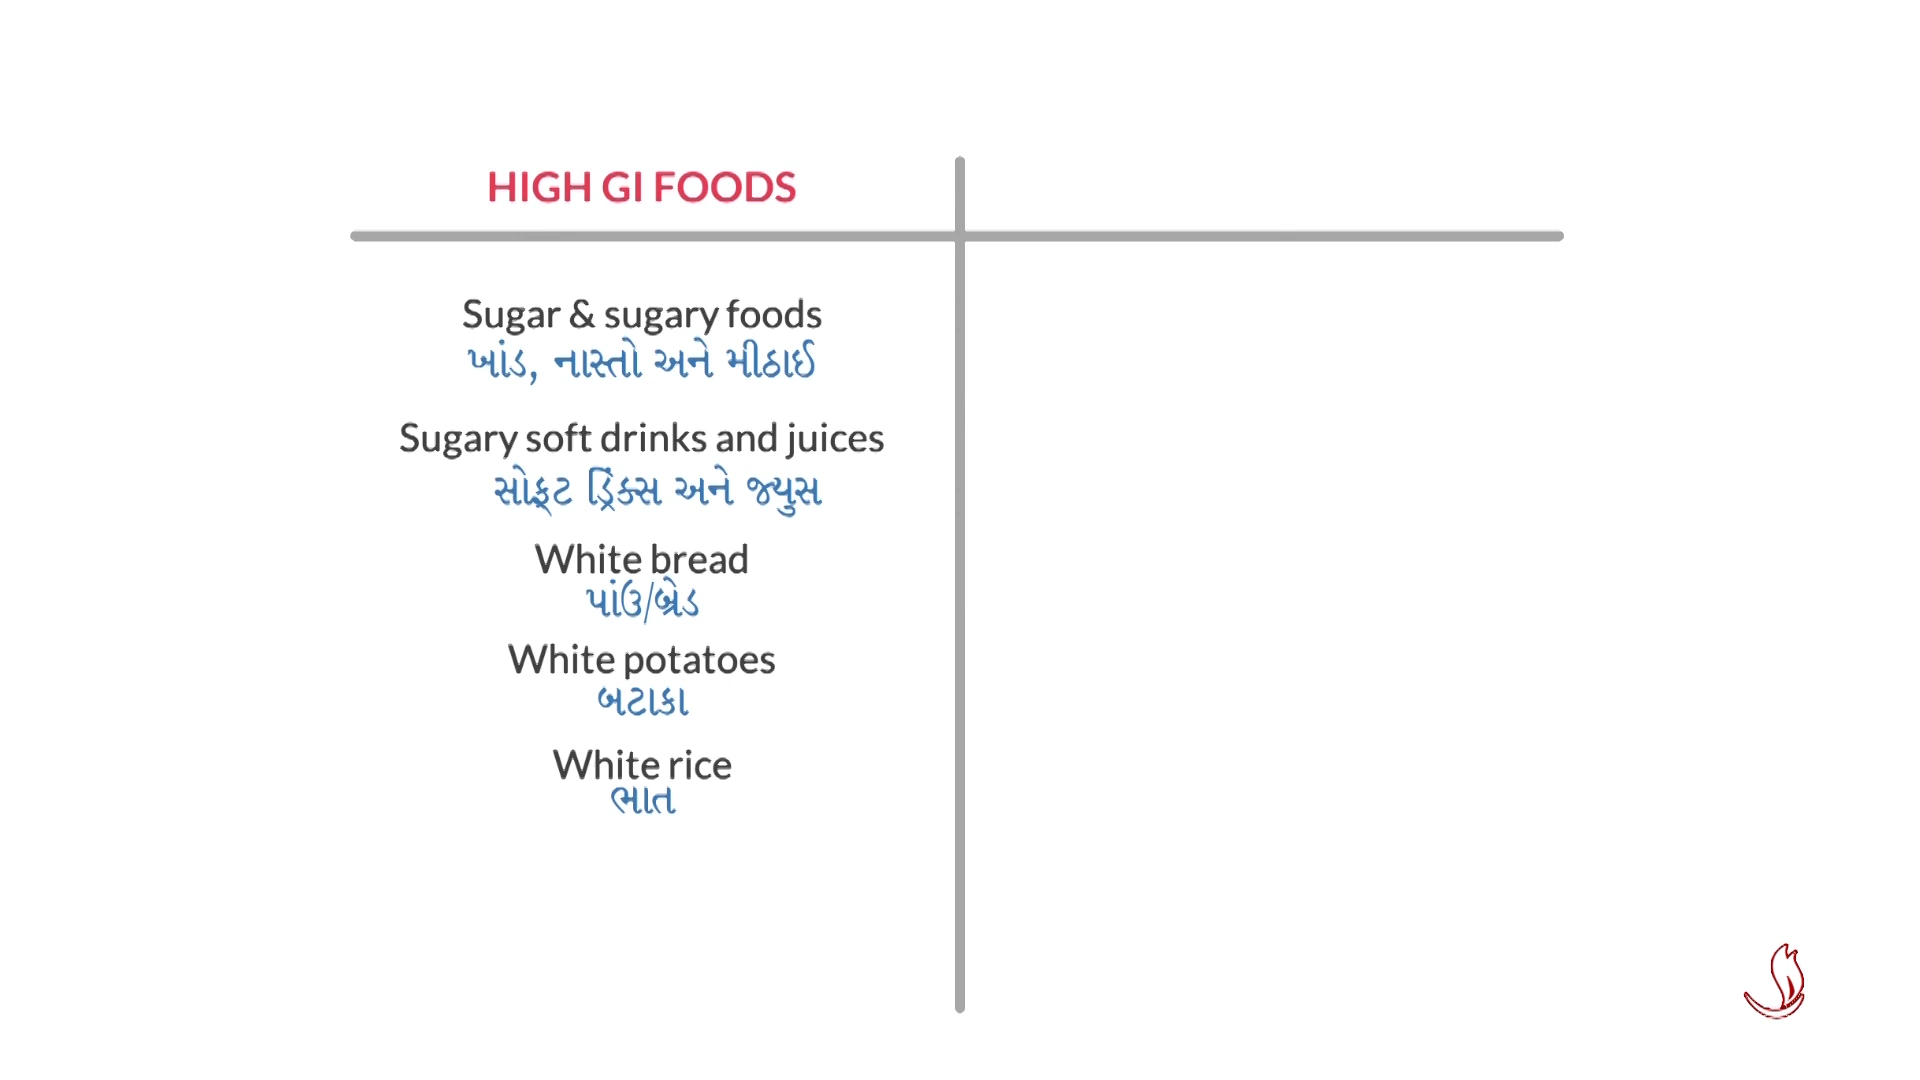 HIGH GI FOODS
Sugar & sugary foods
ખાંડ, નાસ્તો અને મીઠાઈ
Sugary soft drinks and juices
સોફ્ટ ડ્રિંક્સ અને જ્યુસ
White bread
પાંઉ/બ્રેડ
White potatoes
બટાકા
White rice
ભાત